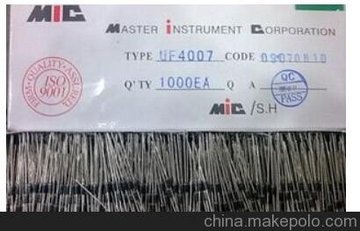 MIC
MASTER INSTRUMENT CORPORATION
TYPE UF4007 CODE
Q'TY 1000EA Q A
MIC/S.H
ISO
9001
QC
PASS
china.makepolo.com